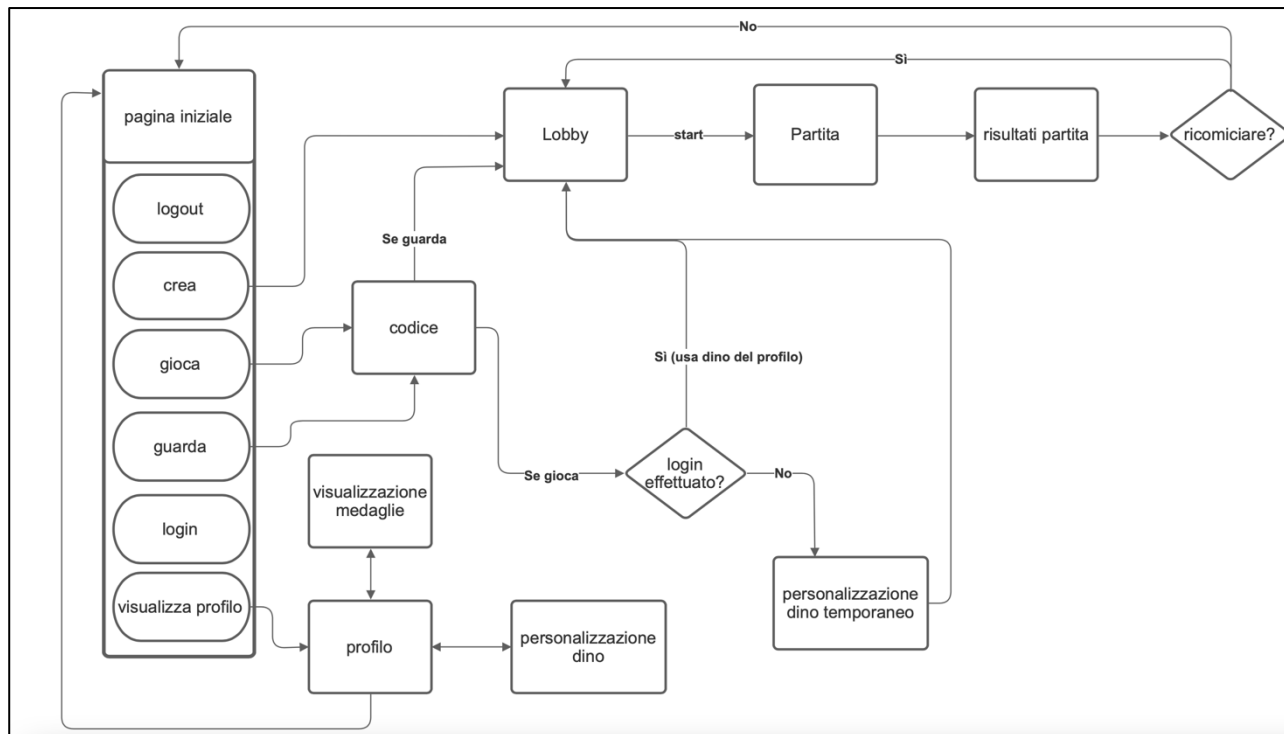 No
Sì
pagina iniziale
Lobby
start
Partita
risultati partita
ricomiciare?
logout
Se guarda
crea
codice
gioca
Sì (usa dino del profilo)
guarda
login
effettuato?
Se gioca
No
visualizzazione
medaglie
login
visualizza profilo
personalizzazione
dino temporaneo
profilo
personalizzazione
dino